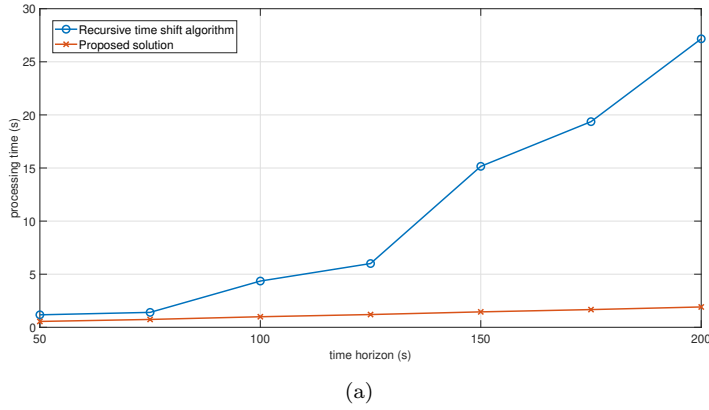 30
25
20
15
10
5
0
processing time (s)
Recursive time shift algorithm
Proposed solution
50
100
150
200
time horizon (s)
(a)